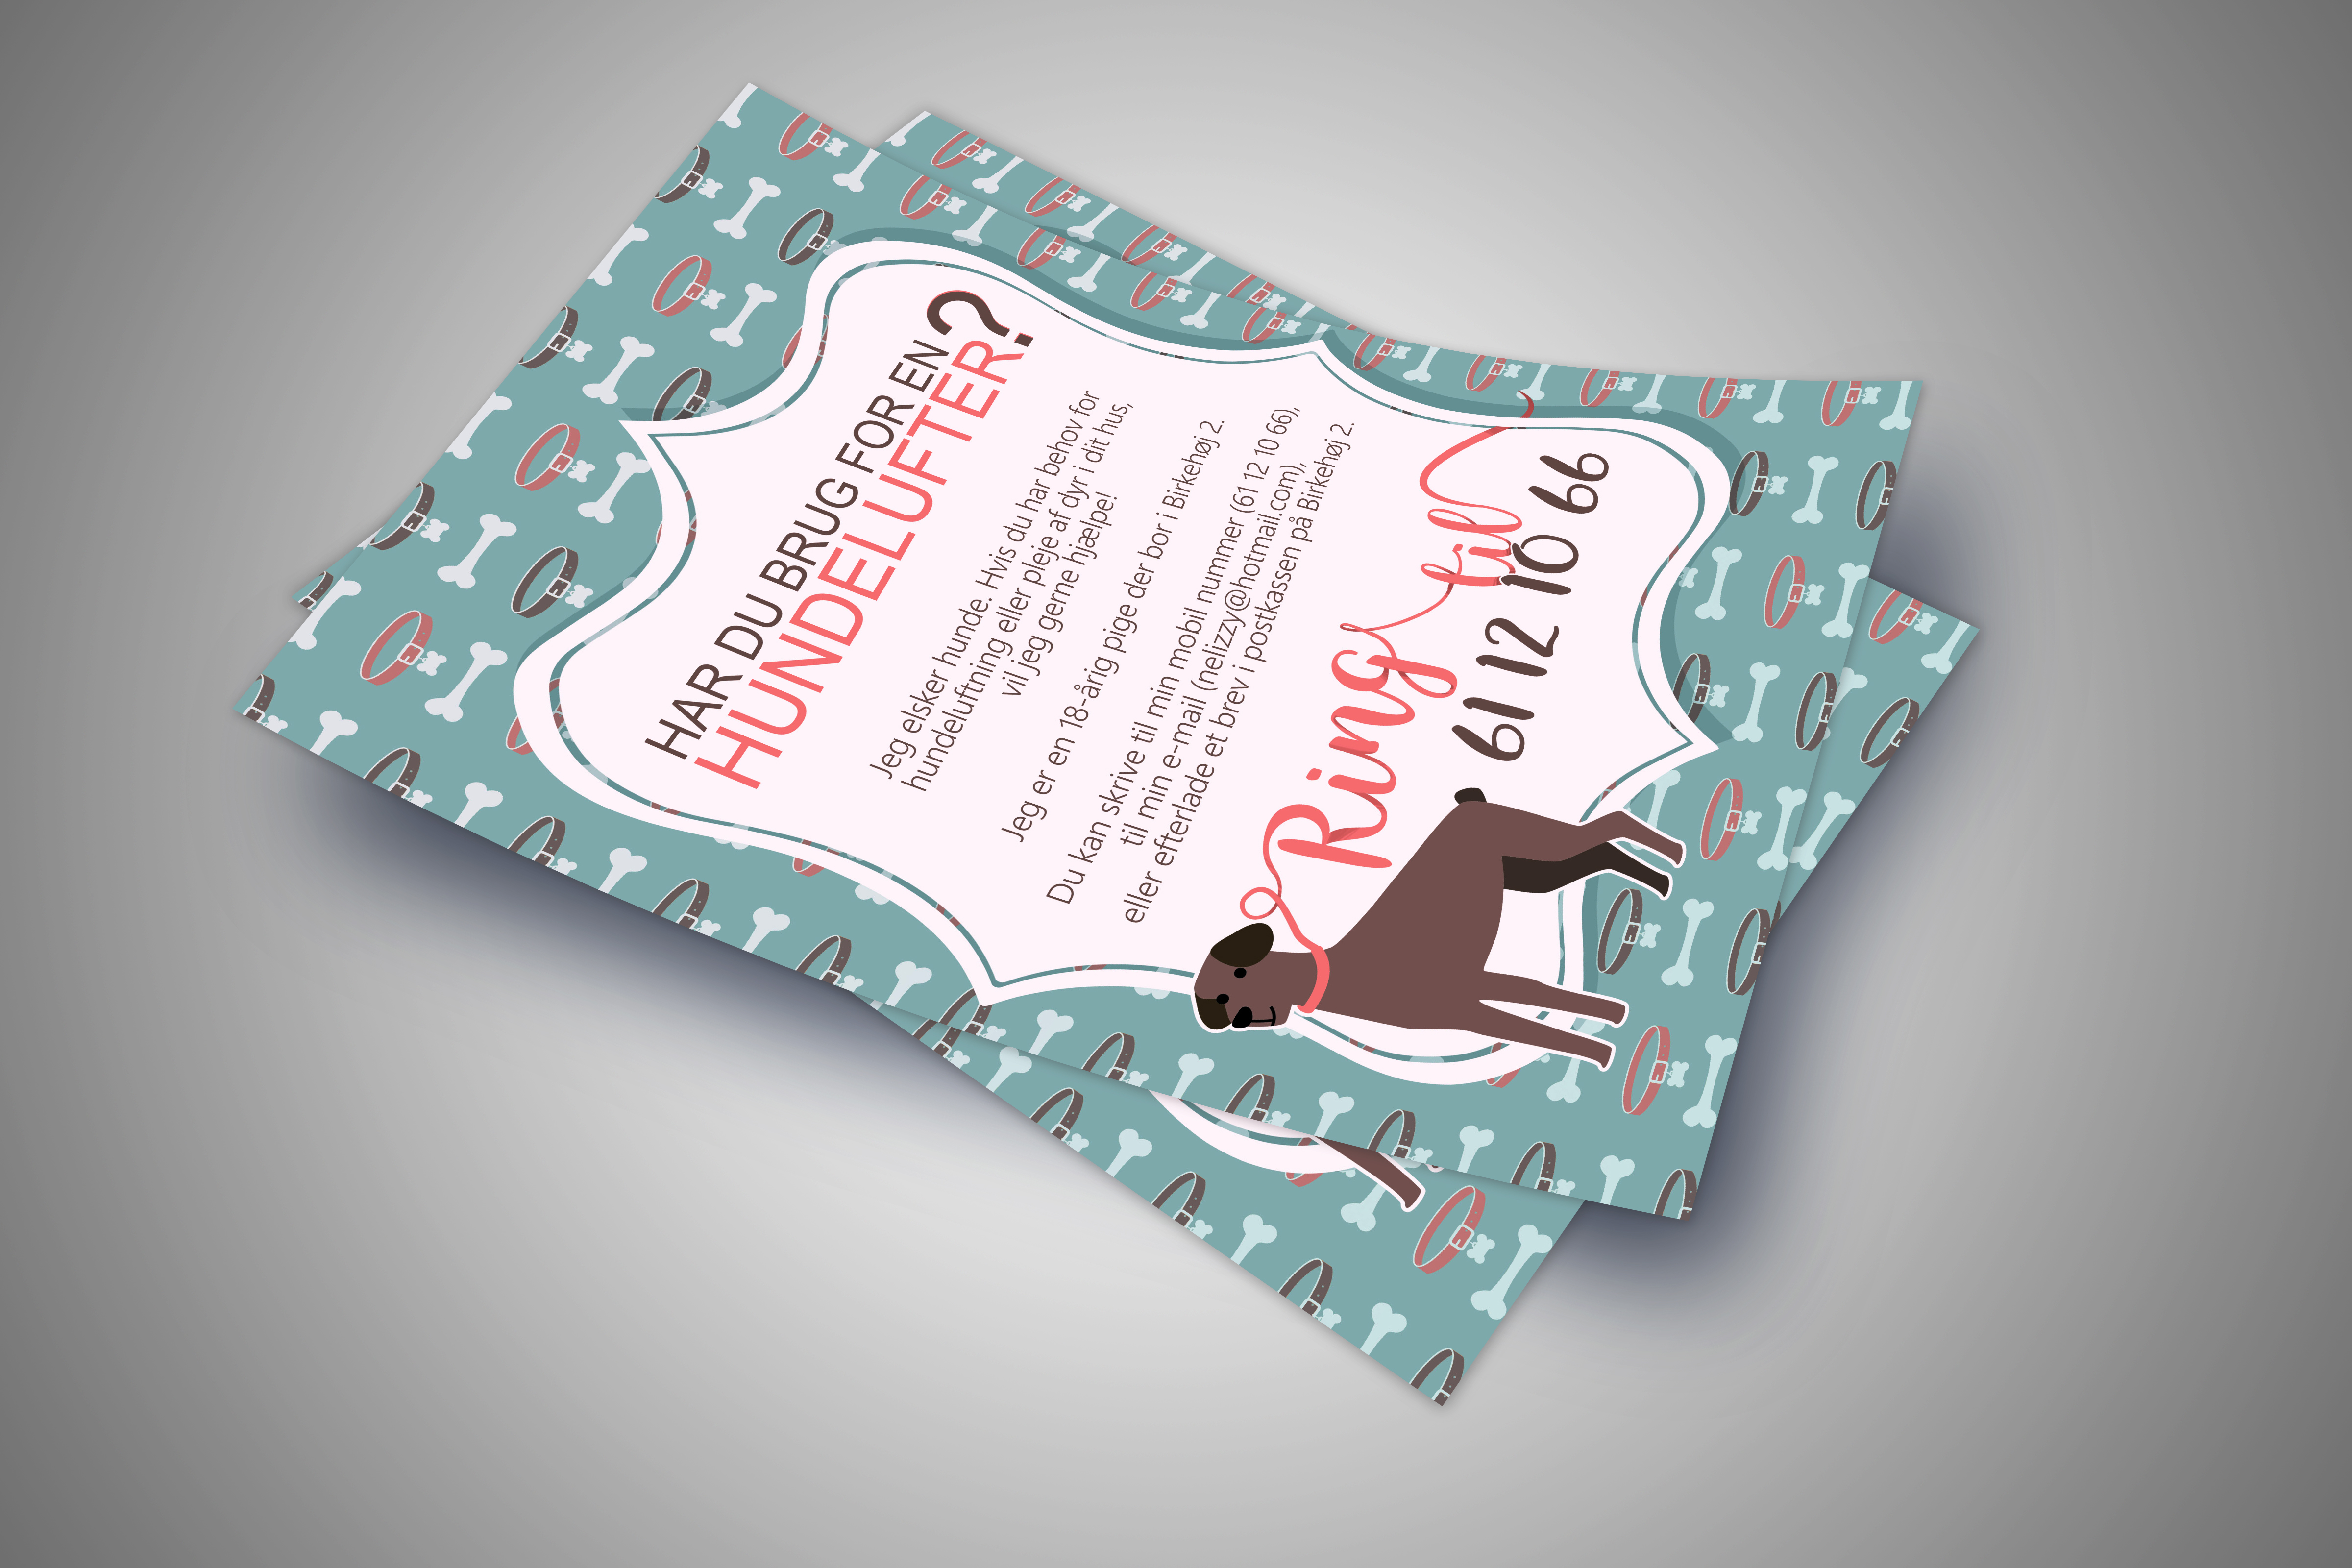 HAR DU BRUG FOR EN ?
HUNDELUFTER
Jeg elsker hunde. Hvis du har behov for
hundeluftning eller pleje af dyr i dit hus,
vil jeg gerne hjælpe!
Jeg er en 18-årig pige der bor i Birkehøj 2.
Du kan skrive til min mobil nummer (61 12 10 66),
til min e-mail (nelizzy@hotmail.com),
eller efterlade et brev i postkassen på Birkehøj 2.
Ring til
61 12 10 66